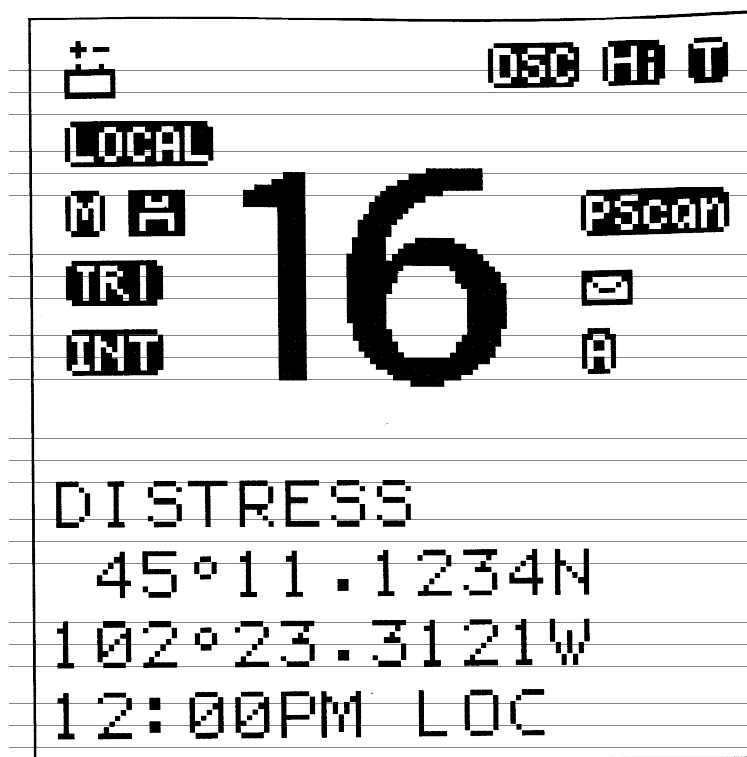 +-
DSC Hi T
LOCAL
M
16
PScan
TRI
INT
A
DISTRESS
45°11.1234N
102°23.3121W
12:00PM LOC